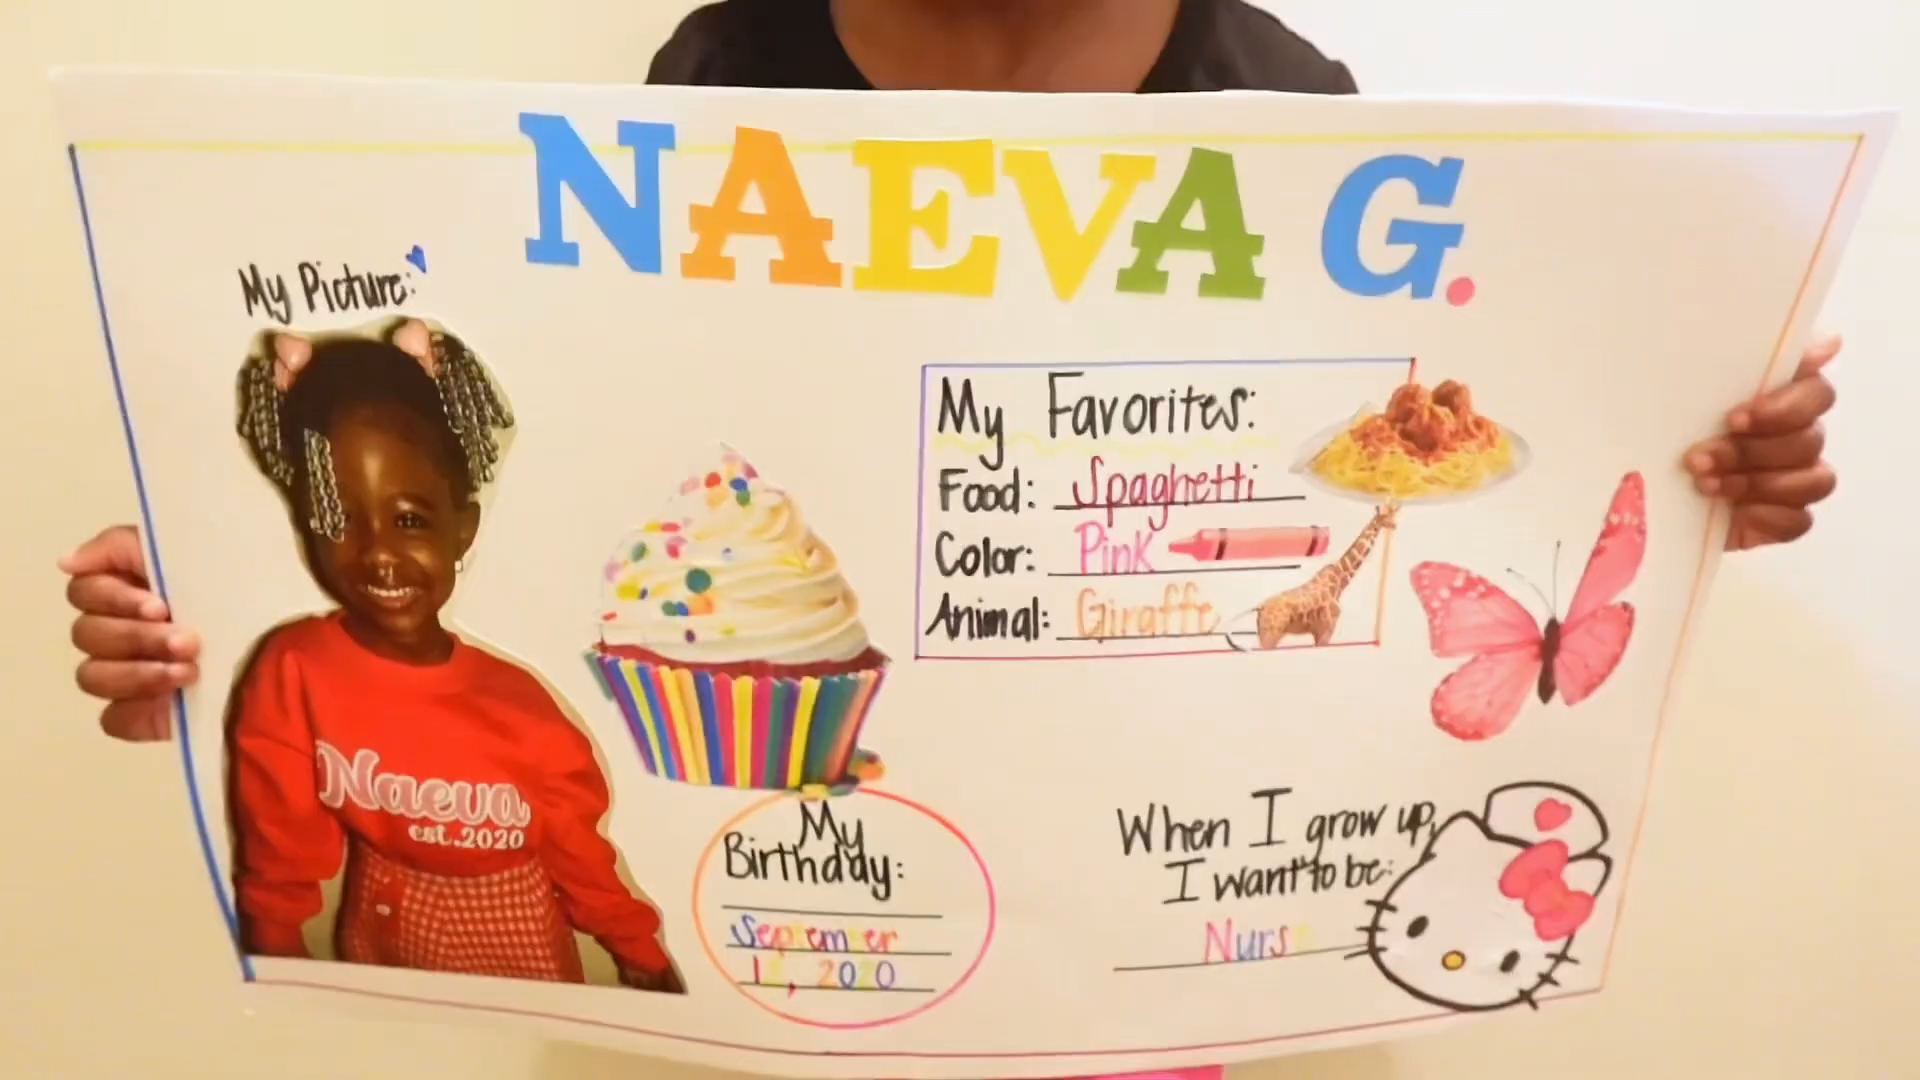 NAEVA G.
My Picture:
Naeva
est.2020
My Favorites:
Food: Spaghetti
Color: Pink
Animal: Giraffe
My
Birthday:
September
2020
When I grow up,
I want to be:
Nurse